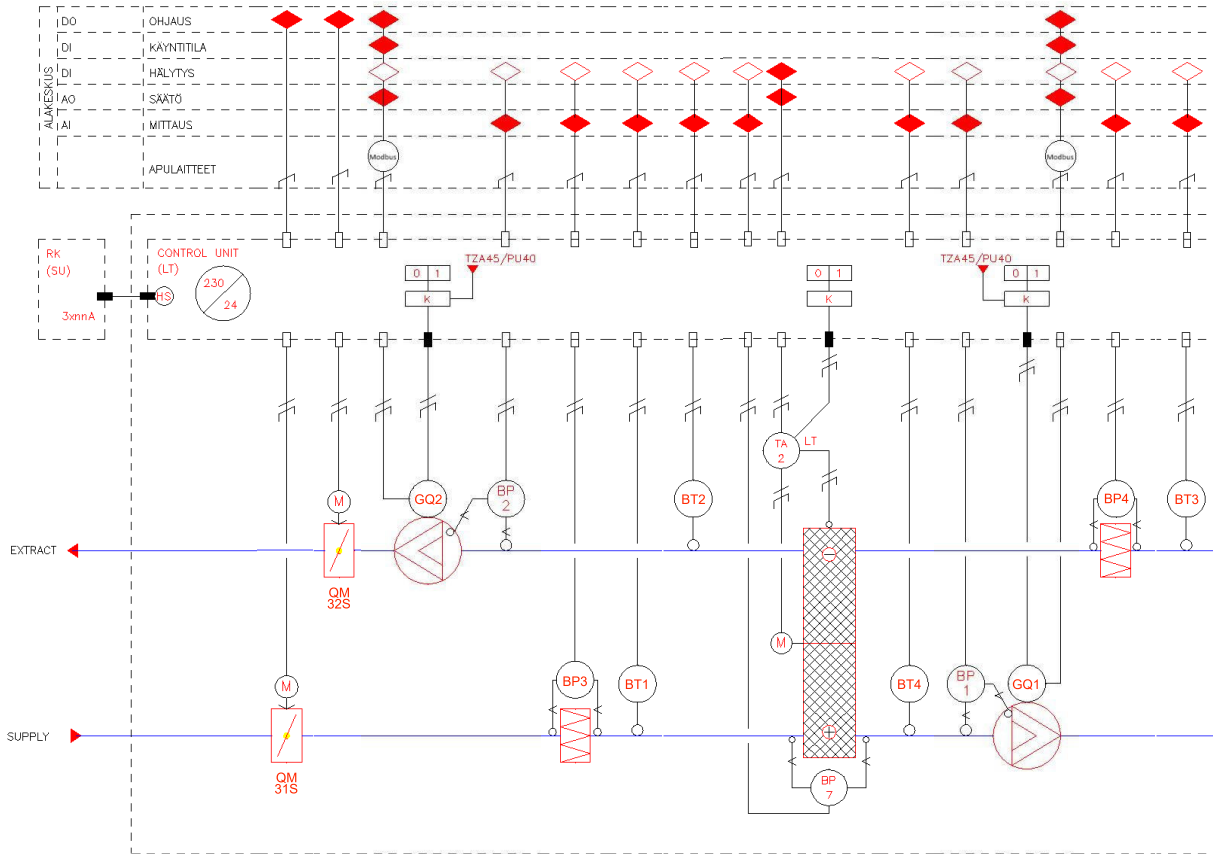 ALAKESKUS
DO OHJAUS
DI KÄYNTITILA
DI HÄLYTYS
AO SÄÄTÖ
AI MITTAUS
APULAITTEET
Modbus Modbus
RK
(SU)
3xnnA
CONTROL UNIT
(LT)
HS
230
24
TZA45/PU40
0 1
K
0 1
K
TZA45/PU40
0 1
K
TA
2
LT
M
GQ2
BP
2
BT2
BP4
BT3
EXTRACT
QM
32S
M
M
BP3
BT1
BT4
BP
1
GQ1
SUPPLY
QM
31S
BP
7